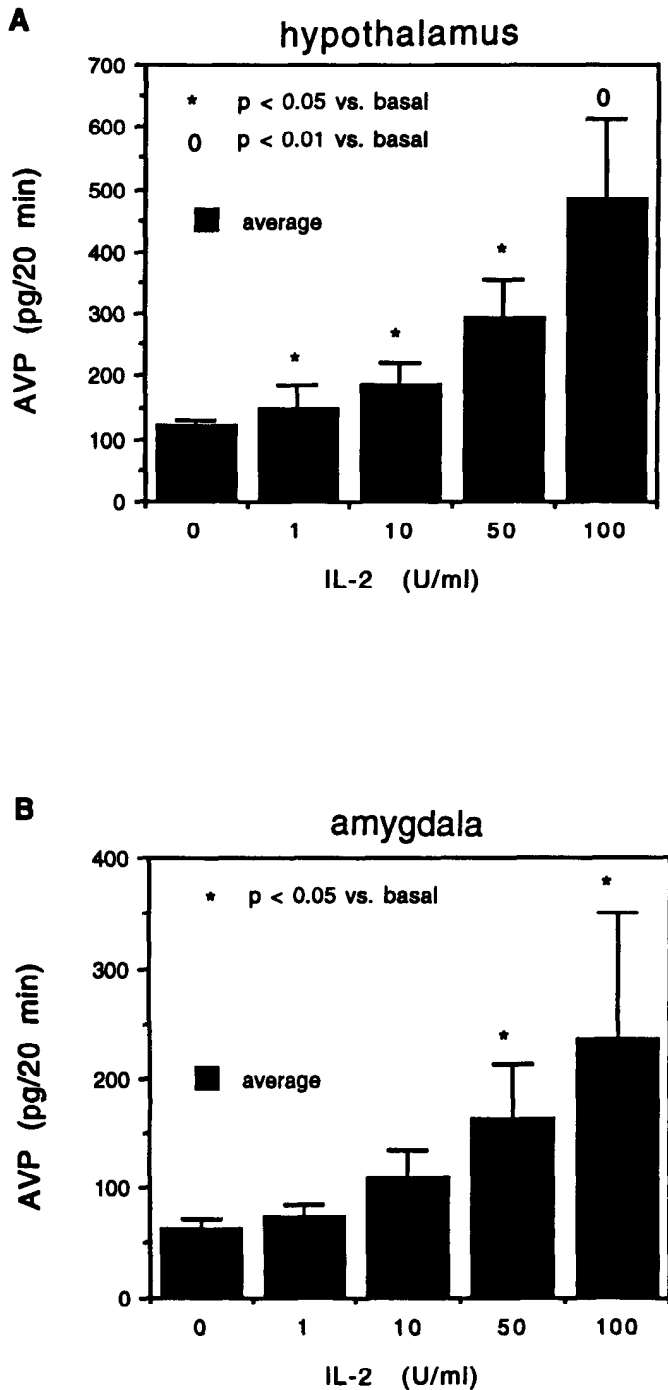 A
hypothalamus
700
600
500
400
300
200
100
0
* p < 0.05 vs. basal
0 p < 0.01 vs. basal
average
*
*
*
0
AVP (pg/20 min)
0 1 10 50 100
IL-2 (U/ml)
B
amygdala
400
300
200
100
0
* p < 0.05 vs. basal
average
*
*
AVP (pg/20 min)
0 1 10 50 100
IL-2 (U/ml)